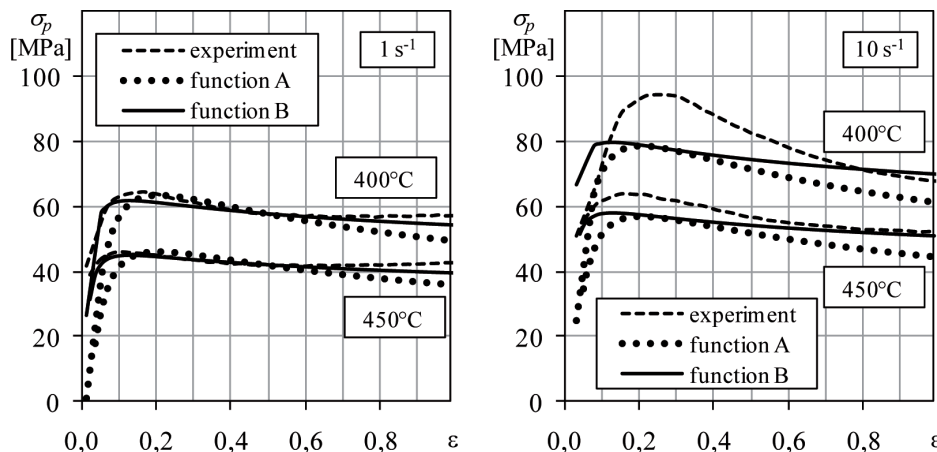 σp
[MPa]
100
80
60
40
20
0
experiment
function A
function B
1 s-1
400°C
450°C
0,0 0,2 0,4 0,6 0,8 ε
σp
[MPa]
100
80
60
40
20
0
10 s-1
400°C
450°C
experiment
function A
function B
0,0 0,2 0,4 0,6 0,8 ε